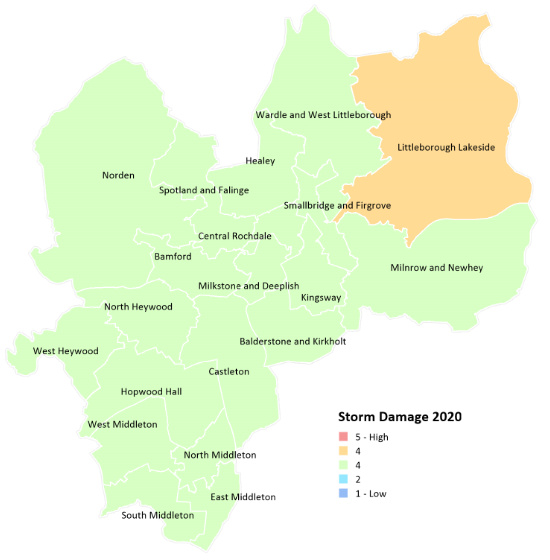 Wardle and West Littleborough
Littleborough Lakeside
Healey
Norden
Spotland and Falinge
Smallbridge and Firgrove
Central Rochdale
Bamford
Milnrow and Newhey
Milkstone and Deeplish
Kingsway
North Heywood
Balderstone and Kirkholt
West Heywood
Castleton
Hopwood Hall
West Middleton
North Middleton
East Middleton
South Middleton
Storm Damage 2020
5 - High
4
4
2
1 - Low